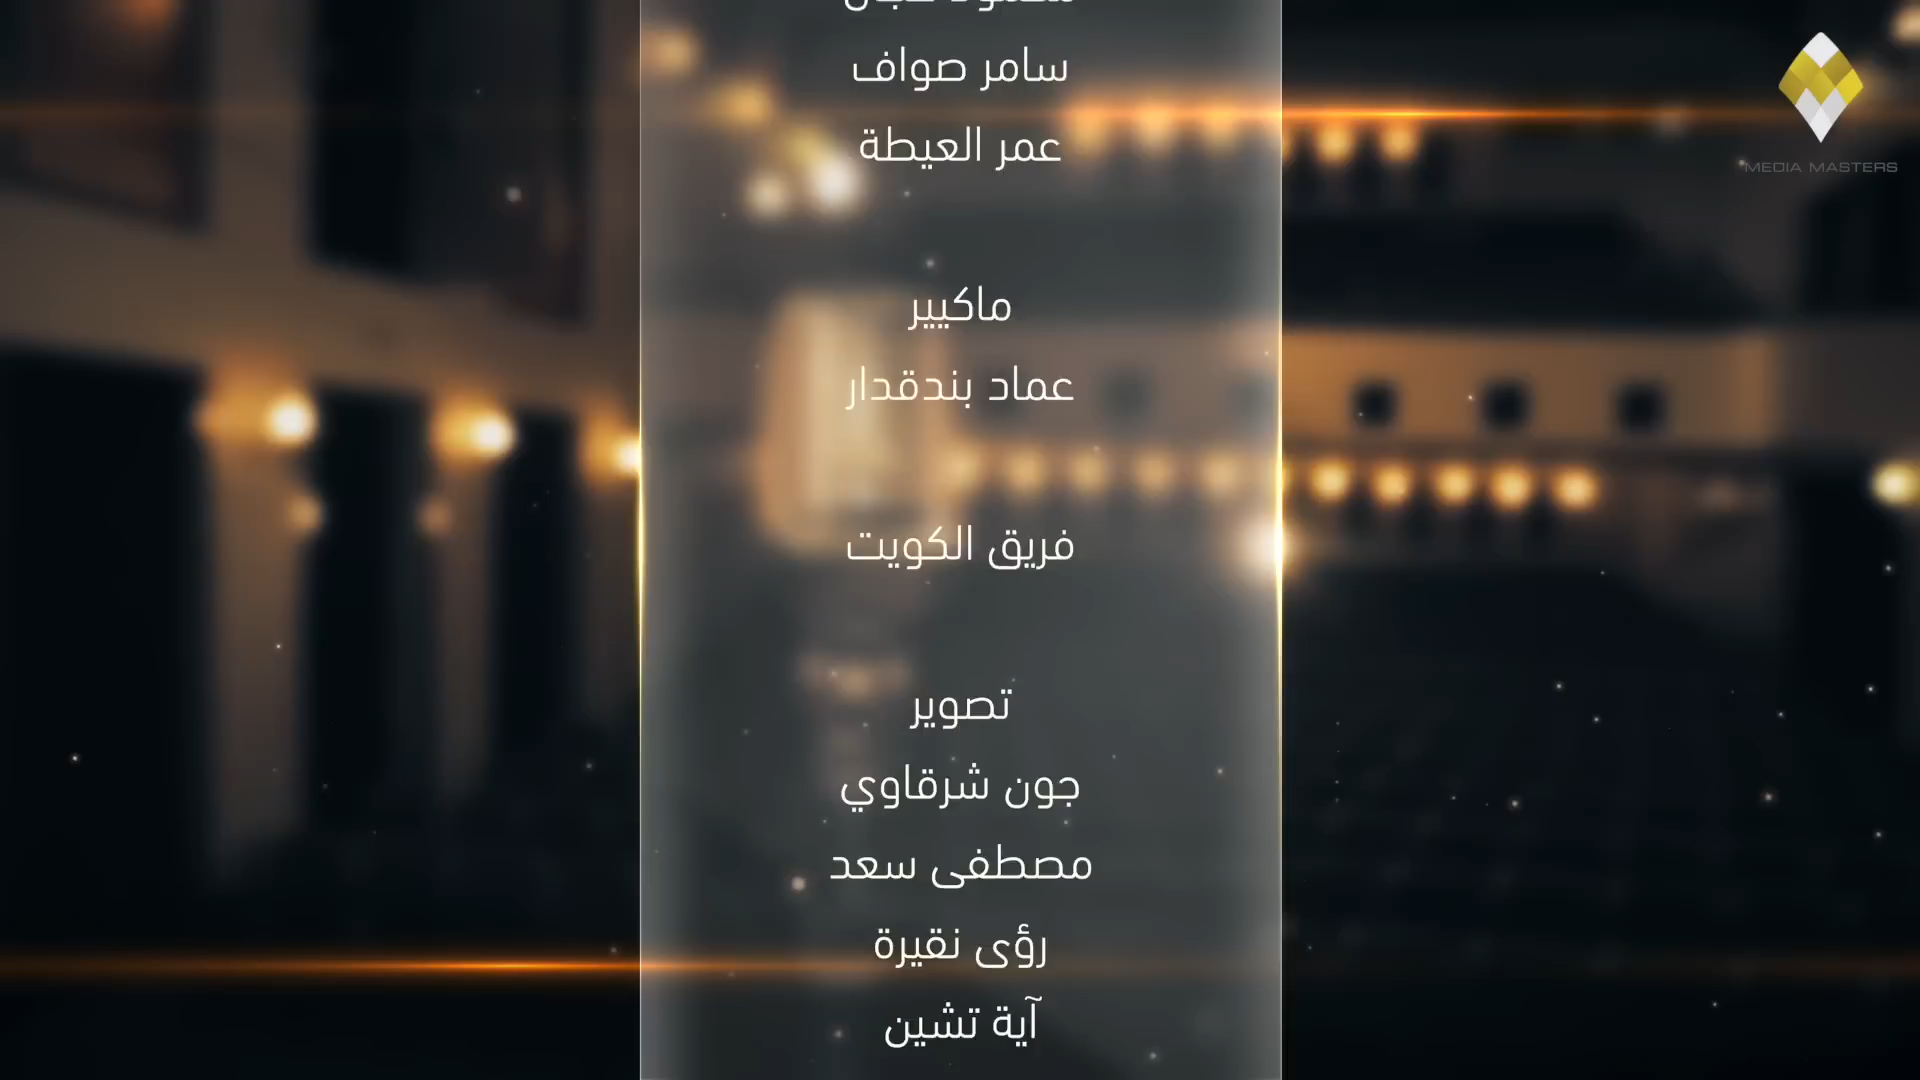 سامر صواف
عمر العيطة
ماكيير
عماد بندقدار
فريق الكويت
تصوير
جون شرقاوي
مصطفى سعد
رؤى نقيرة
آية تشين
MEDIA MASTERS